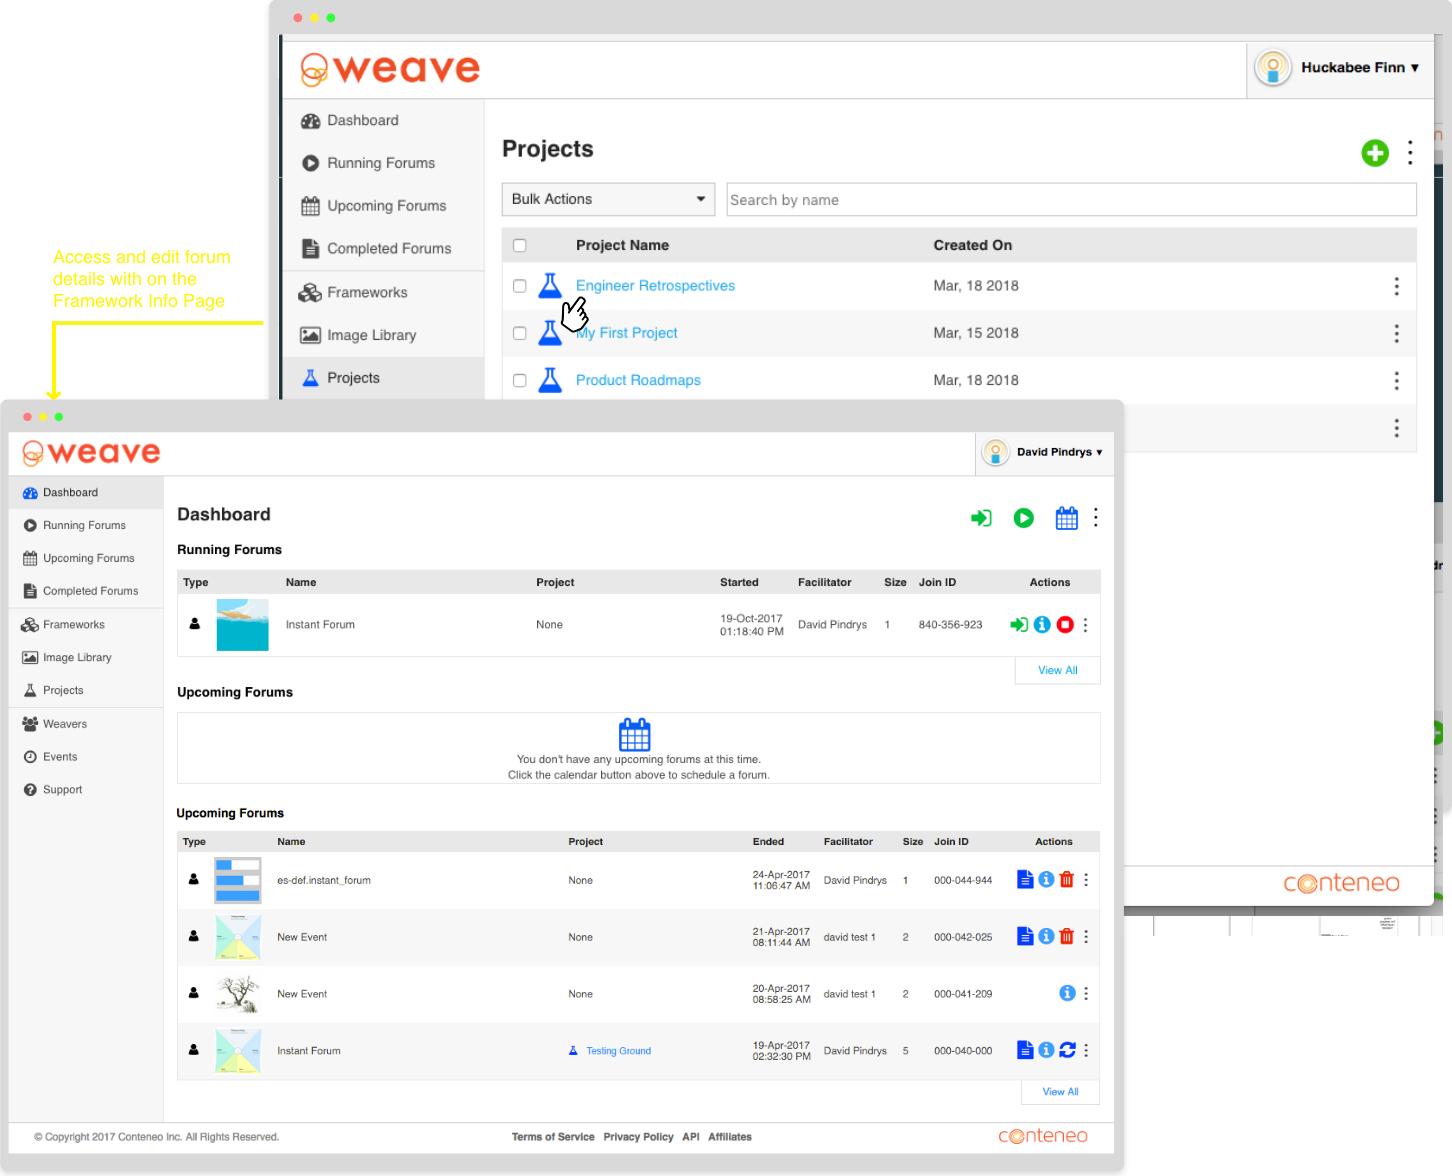 weave
Huckabee Finn ▾
Dashboard
Running Forums
Upcoming Forums
Completed Forums
Frameworks
Image Library
Projects
Projects
Bulk Actions
Search by name
Project Name Created On
Engineer Retrospectives Mar, 18 2018
My First Project Mar, 15 2018
Product Roadmaps Mar, 18 2018
conteneo
Access and edit forum
details with on the
Framework Info Page
weave
David Pindrys ▾
Dashboard
Running Forums
Upcoming Forums
Completed Forums
Frameworks
Image Library
Projects
Weavers
Events
Support
Dashboard
Running Forums
Type Name Project Started Facilitator Size Join ID Actions
Instant Forum None 19-Oct-2017 01:18:40 PM David Pindrys 1 840-356-923
View All
Upcoming Forums
You don't have any upcoming forums at this time.
Click the calendar button above to schedule a forum.
Upcoming Forums
Type Name Project Ended Facilitator Size Join ID Actions
es-def.instant_forum None 24-Apr-2017 11:06:47 AM David Pindrys 1 000-044-944
New Event None 21-Apr-2017 08:11:44 AM david test 1 2 000-042-025
New Event None 20-Apr-2017 08:58:25 AM david test 1 2 000-041-209
Instant Forum Testing Ground 19-Apr-2017 02:32:30 PM David Pindrys 5 000-040-000
View All
© Copyright 2017 Conteneo Inc. All Rights Reserved.
Terms of Service Privacy Policy API Affiliates
conteneo